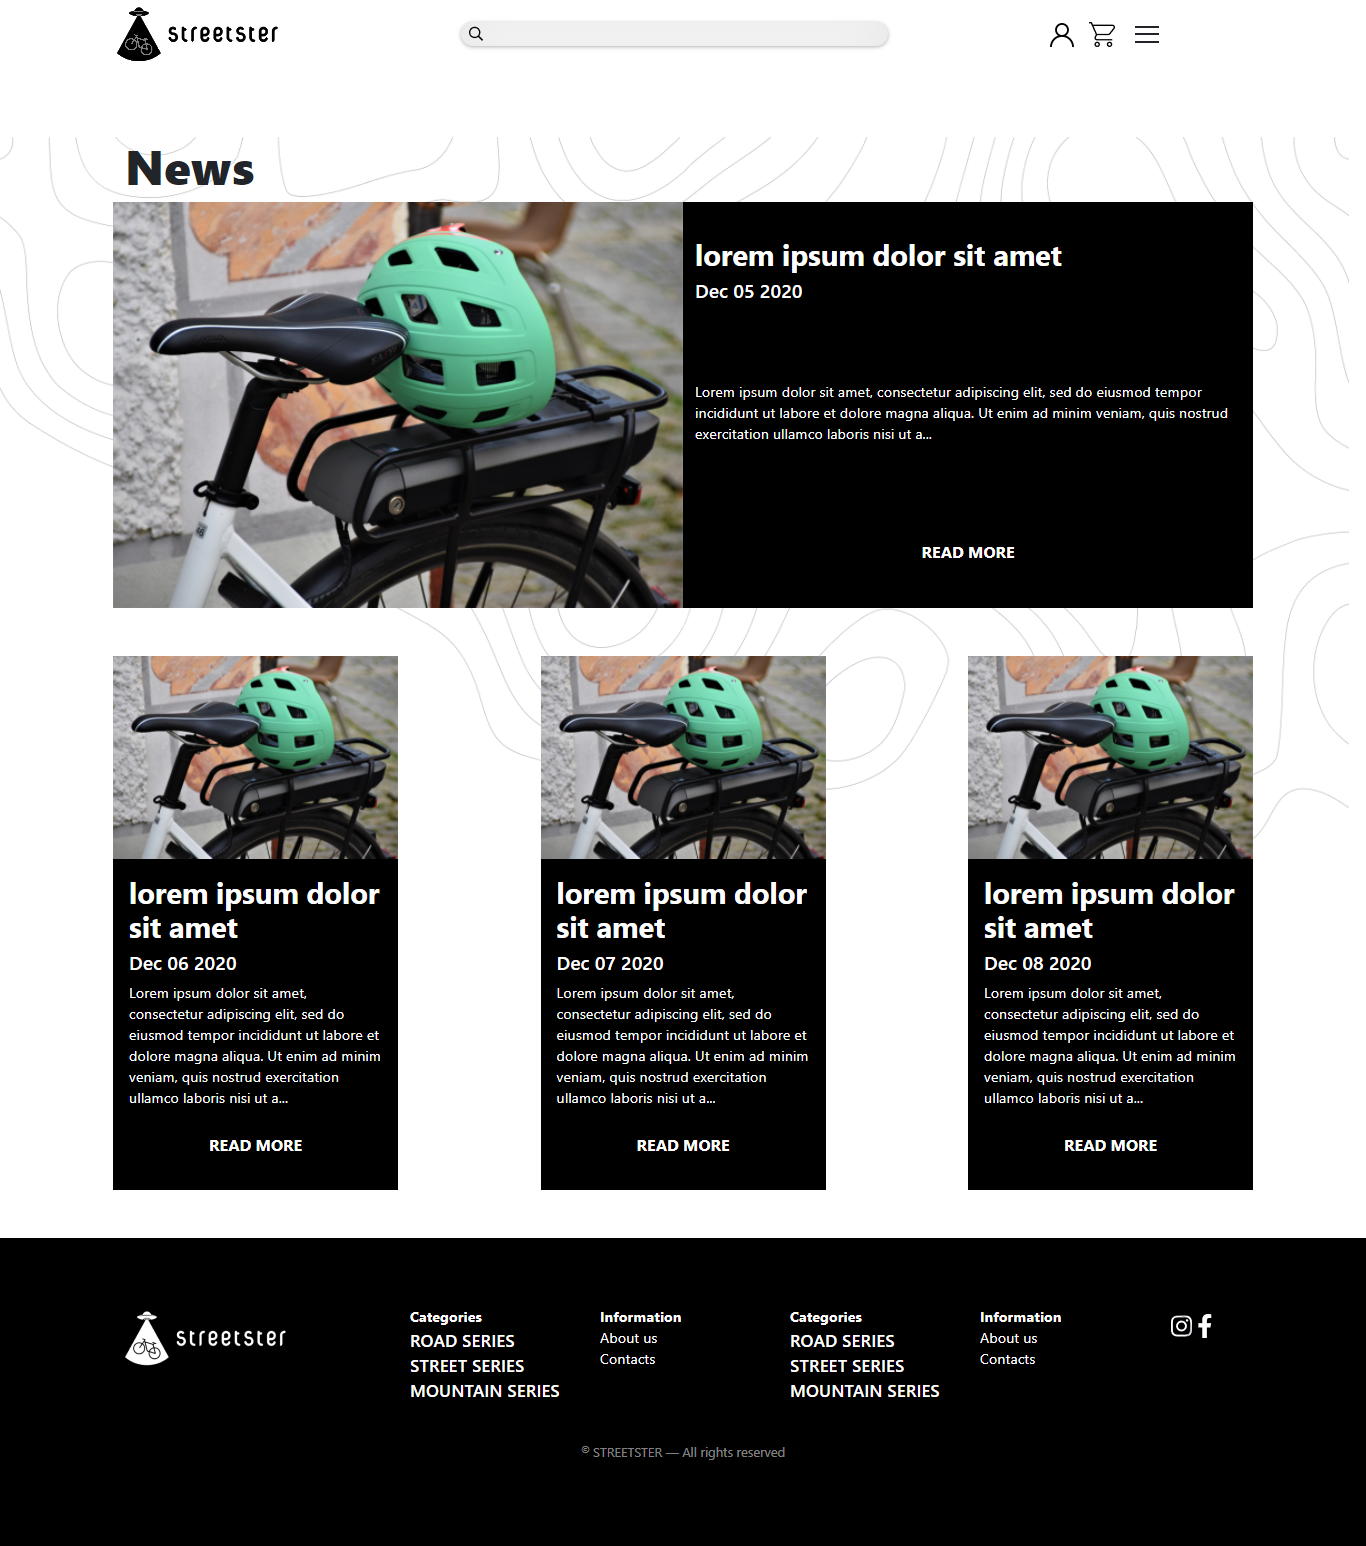 streetster
News
lorem ipsum dolor sit amet
Dec 05 2020
Lorem ipsum dolor sit amet, consectetur adipiscing elit, sed do eiusmod tempor
incididunt ut labore et dolore magna aliqua. Ut enim ad minim veniam, quis nostrud
exercitation ullamco laboris nisi ut a...
READ MORE
lorem ipsum dolor
sit amet
Dec 06 2020
Lorem ipsum dolor sit amet,
consectetur adipiscing elit, sed do
eiusmod tempor incididunt ut labore et
dolore magna aliqua. Ut enim ad minim
veniam, quis nostrud exercitation
ullamco laboris nisi ut a...
READ MORE
lorem ipsum dolor
sit amet
Dec 07 2020
Lorem ipsum dolor sit amet,
consectetur adipiscing elit, sed do
eiusmod tempor incididunt ut labore et
dolore magna aliqua. Ut enim ad minim
veniam, quis nostrud exercitation
ullamco laboris nisi ut a...
READ MORE
lorem ipsum dolor
sit amet
Dec 08 2020
Lorem ipsum dolor sit amet,
consectetur adipiscing elit, sed do
eiusmod tempor incididunt ut labore et
dolore magna aliqua. Ut enim ad minim
veniam, quis nostrud exercitation
ullamco laboris nisi ut a...
READ MORE
streetster
Categories
ROAD SERIES
STREET SERIES
MOUNTAIN SERIES
Information
About us
Contacts
Categories
ROAD SERIES
STREET SERIES
MOUNTAIN SERIES
Information
About us
Contacts
© STREETSTER — All rights reserved